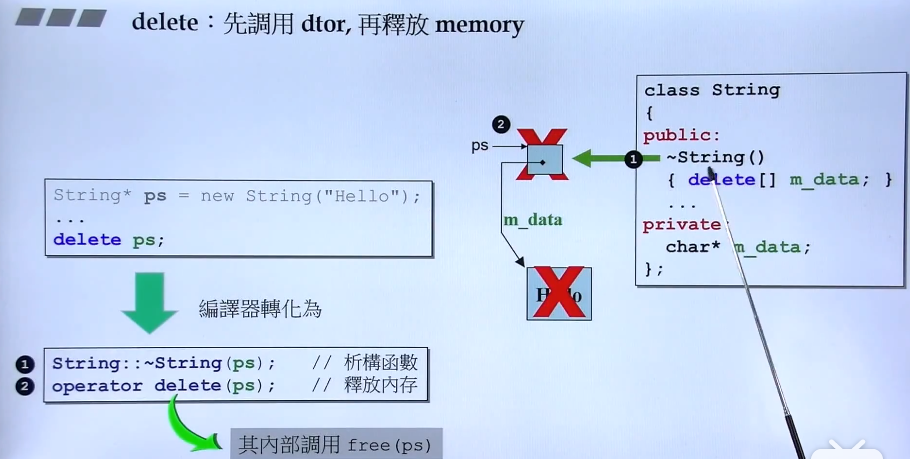 delete：先調用 dtor, 再釋放 memory
String* ps = new String("Hello");
...
delete ps;
編譯器轉化為
❶ String::~String(ps); // 析構函數
❷ operator delete(ps); // 釋放內存
其內部調用 free(ps)
❷
ps
m_data
❶
class String
{
public:
~String()
{ delete[] m_data; }
...
private:
char* m_data;
};